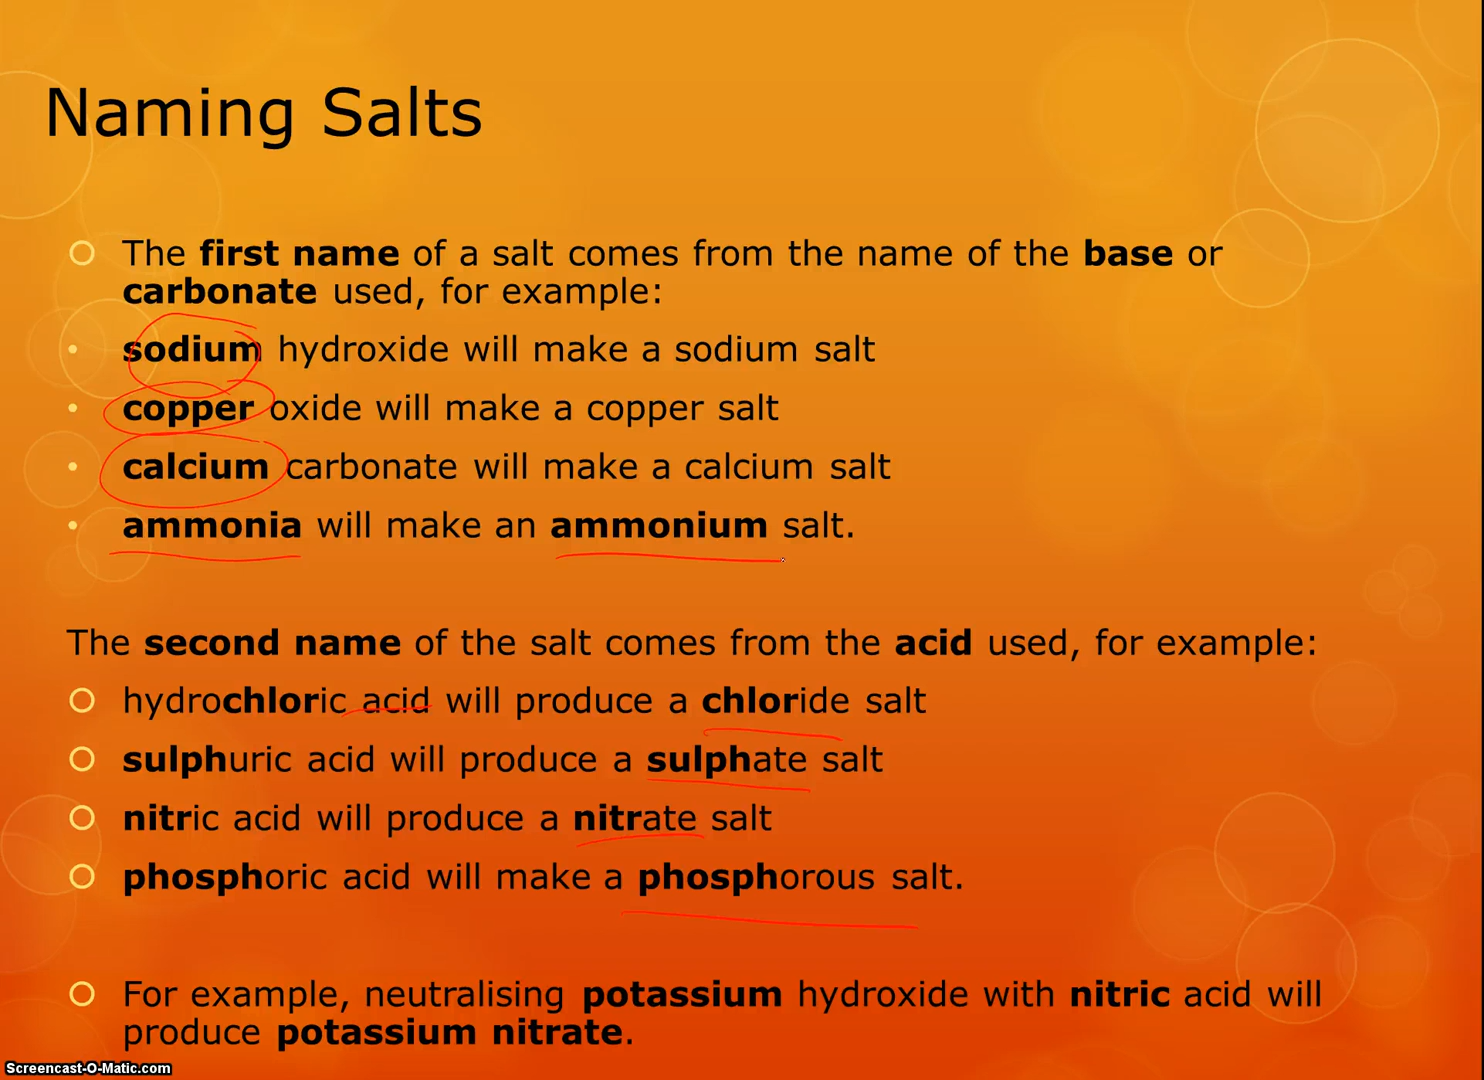 Naming Salts
The first name of a salt comes from the name of the base or
carbonate used, for example:
sodium hydroxide will make a sodium salt
copper oxide will make a copper salt
calcium carbonate will make a calcium salt
ammonia will make an ammonium salt.
The second name of the salt comes from the acid used, for example:
hydrochloric acid will produce a chloride salt
sulphuric acid will produce a sulphate salt
nitric acid will produce a nitrate salt
phosphoric acid will make a phosphorous salt.
For example, neutralising potassium hydroxide with nitric acid will
produce potassium nitrate.
Screencast-O-Matic.com